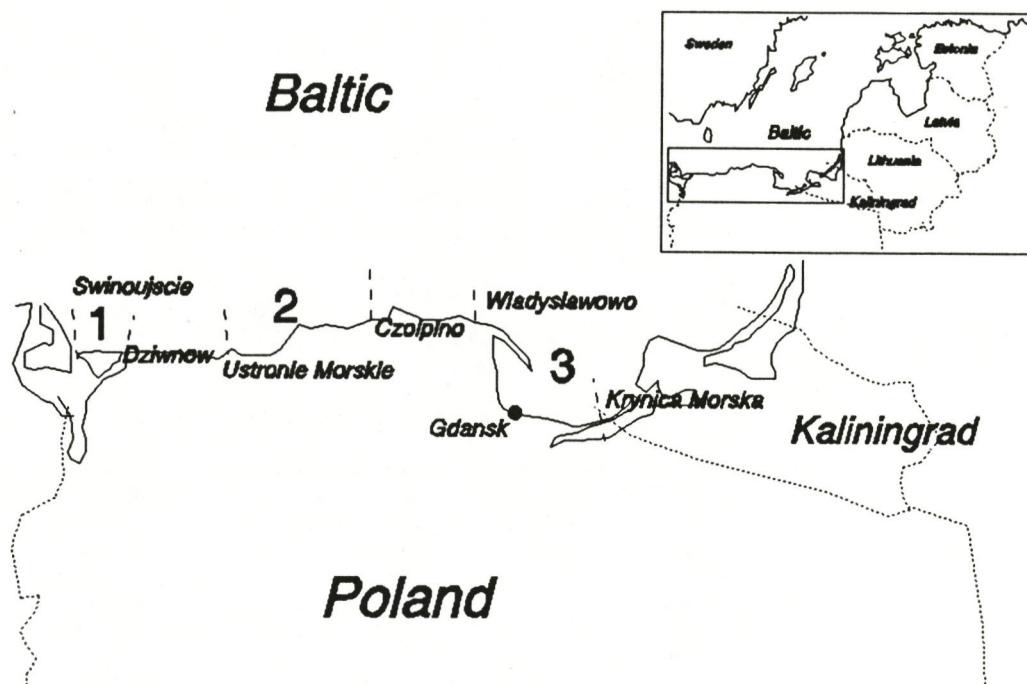 Baltic
Sweden
Estonia
Latvia
Baltic
Lithuania
Kaliningrad
Swinoujscie
1
Dziwnow
2
Ustronie Morskie
Czolpino
Wladyslawowo
3
Gdansk
Krynica Morska
Kaliningrad
Poland